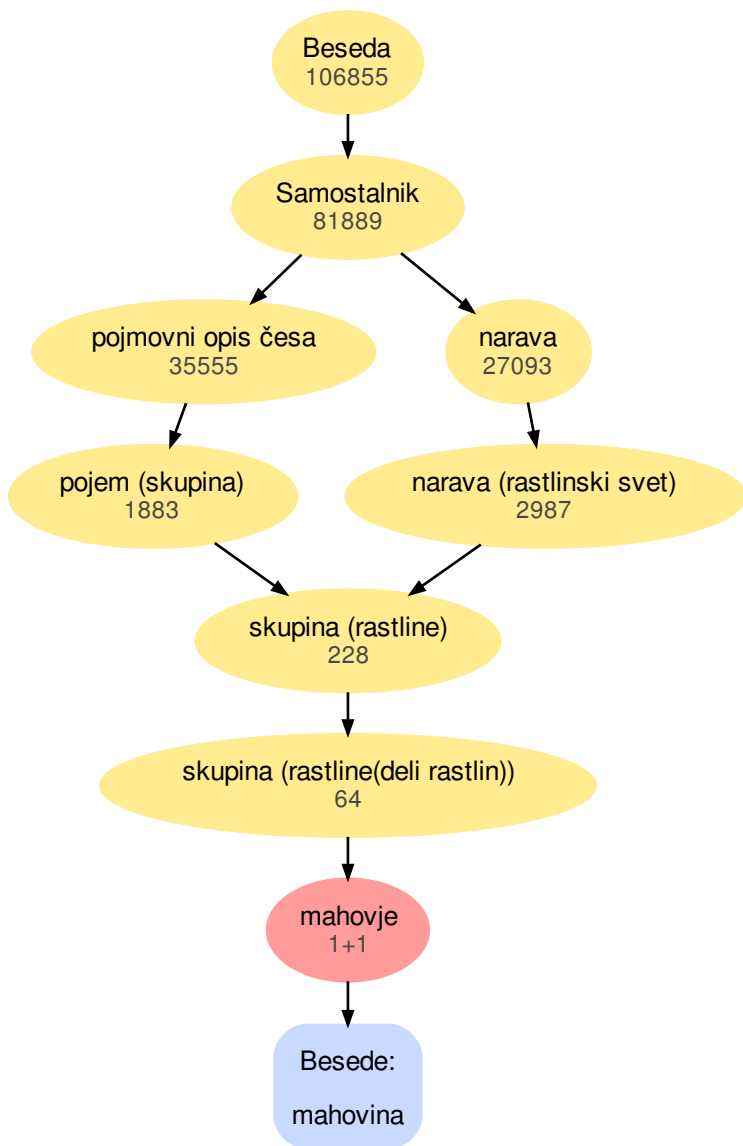 Beseda
106855
Samostalnik
81889
pojmovni opis česa
35555
narava
27093
pojem (skupina)
1883
narava (rastlinski svet)
2987
skupina (rastline)
228
skupina (rastline(deli rastlin))
64
mahovje
1+1
Besede:
mahovina